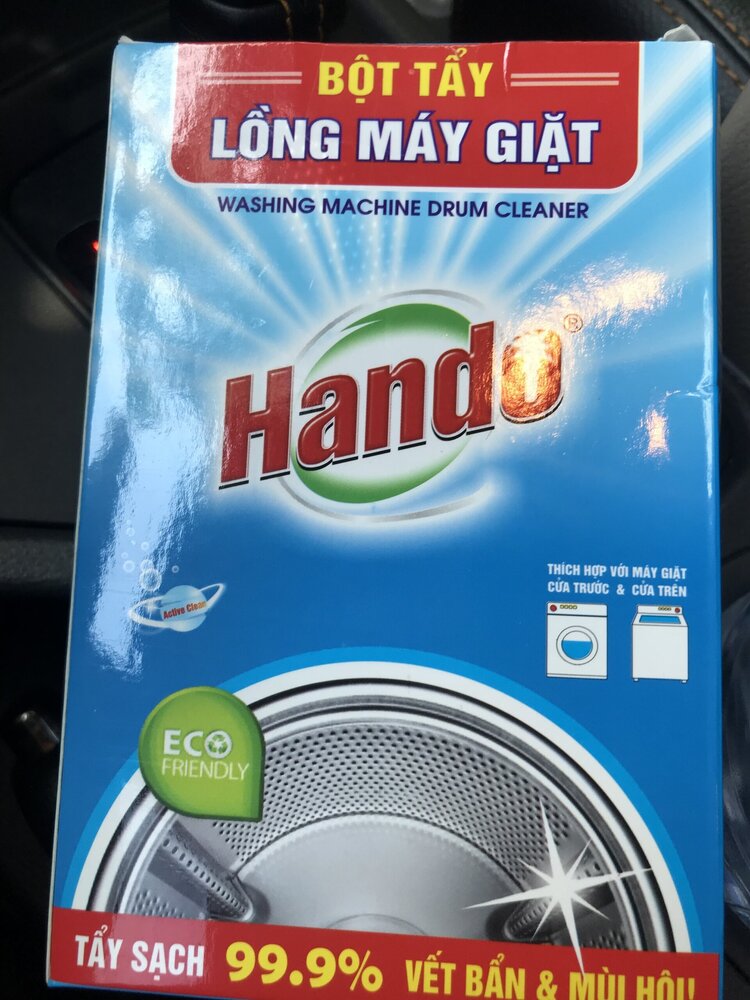 BỘT TẨY
LỒNG MÁY GIẶT
WASHING MACHINE DRUM CLEANER
Hando®
THÍCH HỢP VỚI MÁY GIẶT
CỬA TRƯỚC & CỬA TRÊN
Active Clean
ECO
FRIENDLY
TẨY SẠCH 99.9% VẾT BẨN & MÙI HÔI!